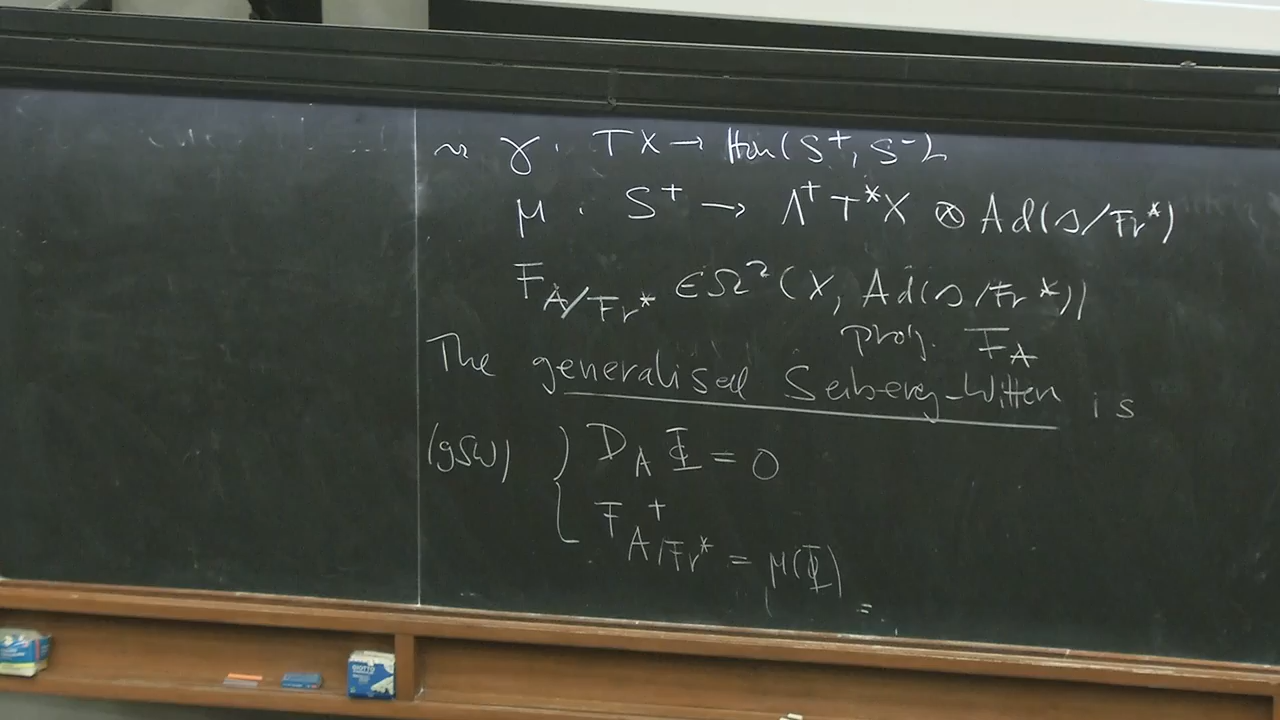 ⇝ γ : TX → Hom(S⁺, S⁻),
μ : S⁺ → Λ⁺T*X ⊗ Ad(s/Fr*)
F_{A/Fr*} ∈ Ω²(X, Ad(s/Fr*))
proj. F_A
The generalised Seiberg-Witten is
(gSW) { D_A Φ = 0
F⁺_{A/Fr*} = μ(Φ)